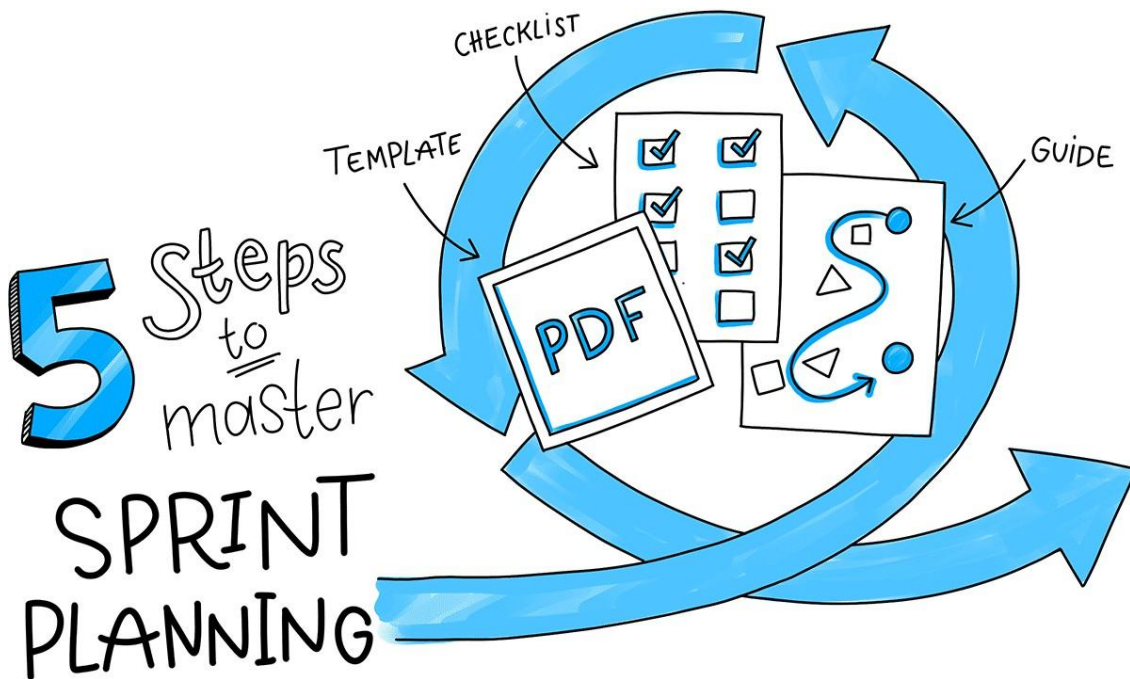 5 Steps
to
master
SPRINT
PLANNING
TEMPLATE
CHECKLIST
GUIDE
PDF